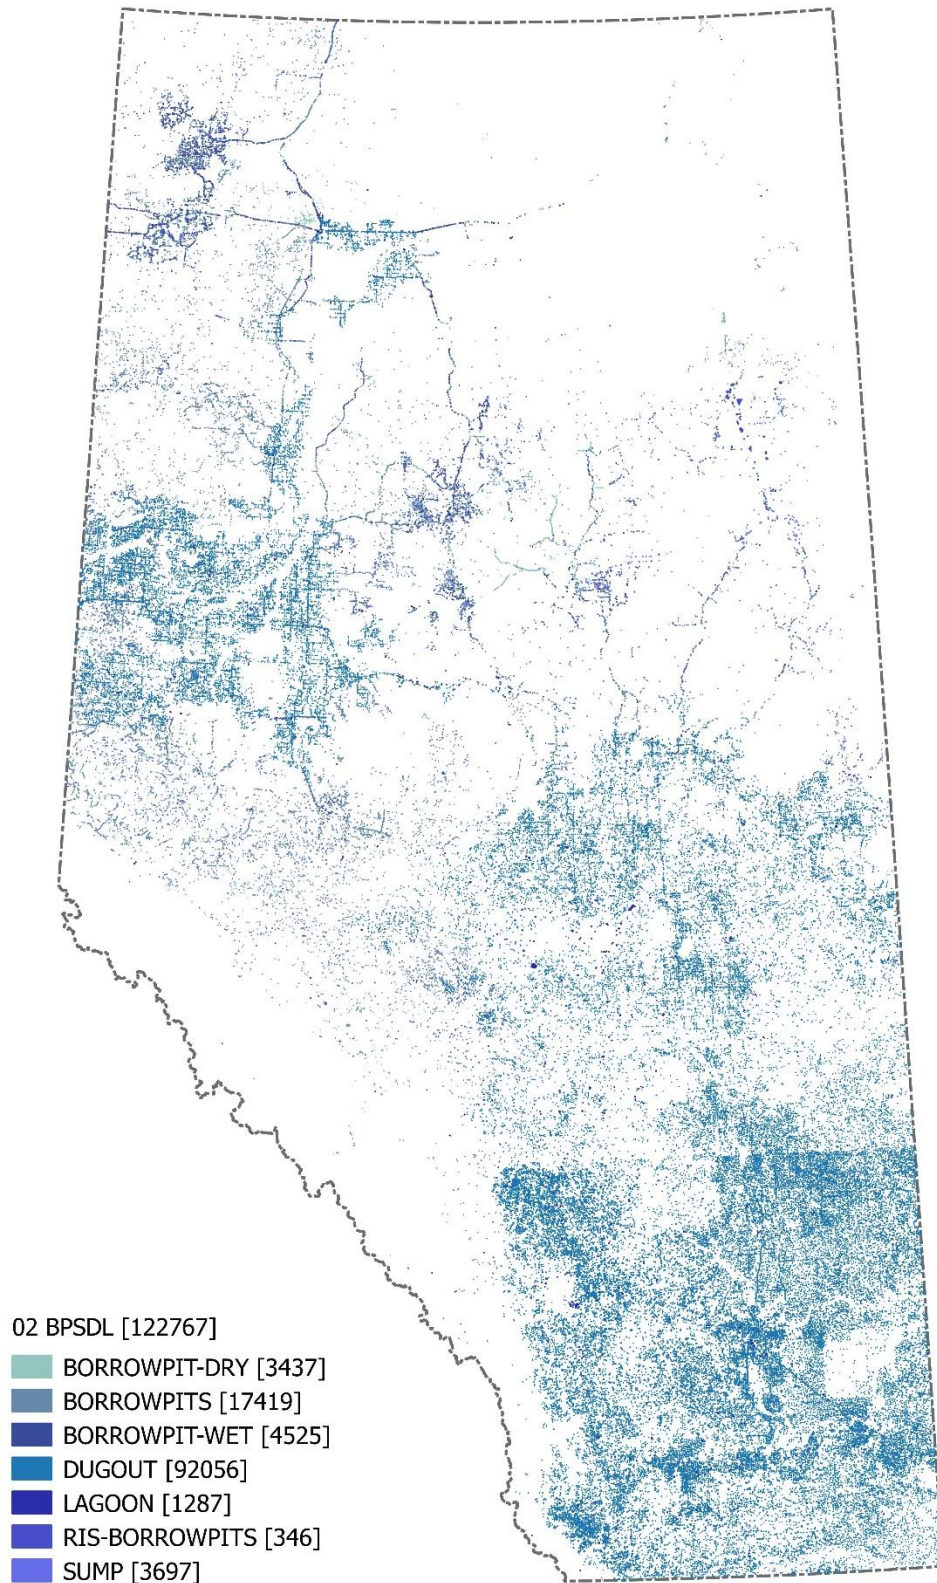 02 BPSDL [122767]
BORROWPIT-DRY [3437]
BORROWPITS [17419]
BORROWPIT-WET [4525]
DUGOUT [92056]
LAGOON [1287]
RIS-BORROWPITS [346]
SUMP [3697]